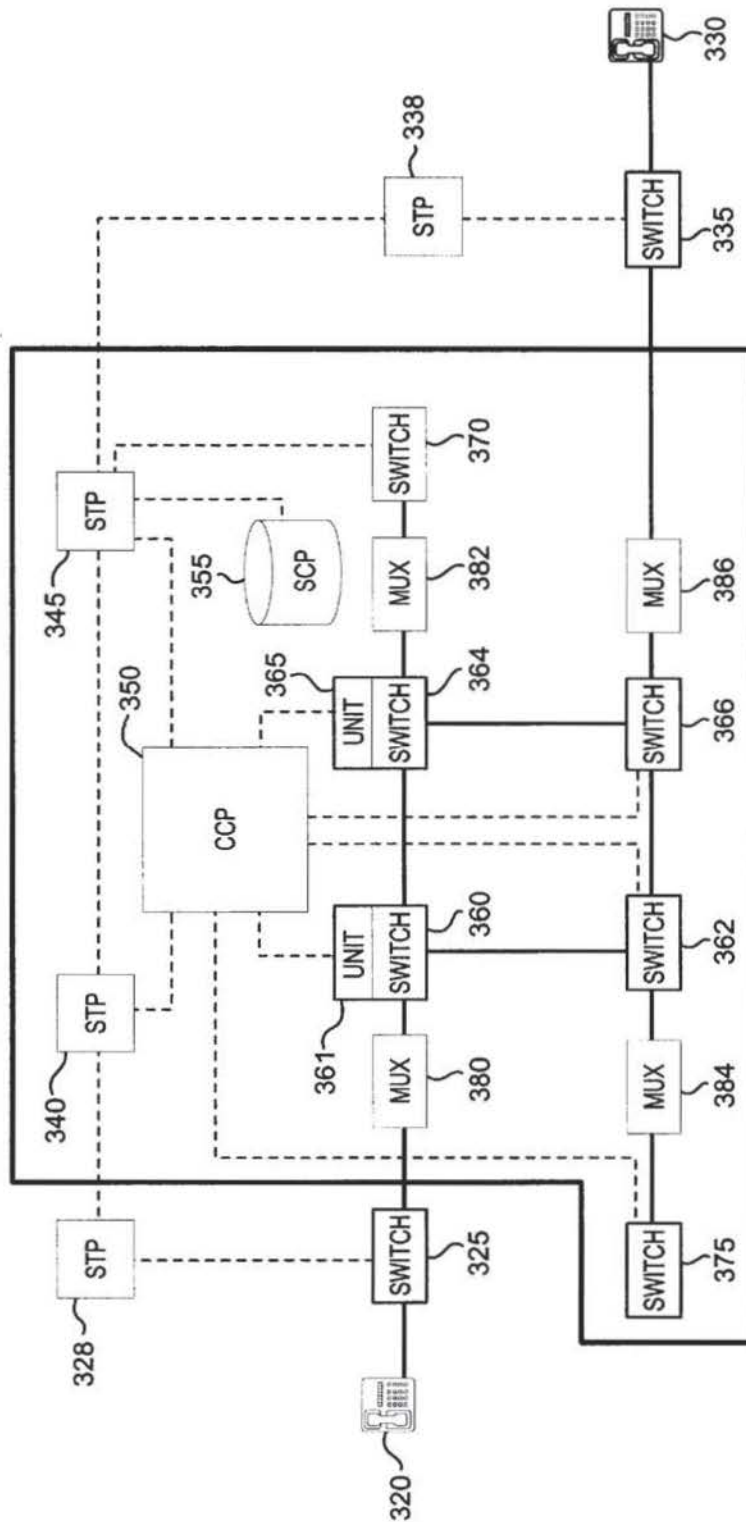 328
STP
340
STP
345
STP
350
CCP
355
SCP
338
STP
361
UNIT
SWITCH
360
365
UNIT
SWITCH
364
320
SWITCH
325
MUX
380
MUX
382
SWITCH
370
SWITCH
375
MUX
384
SWITCH
362
SWITCH
366
MUX
386
SWITCH
335
330